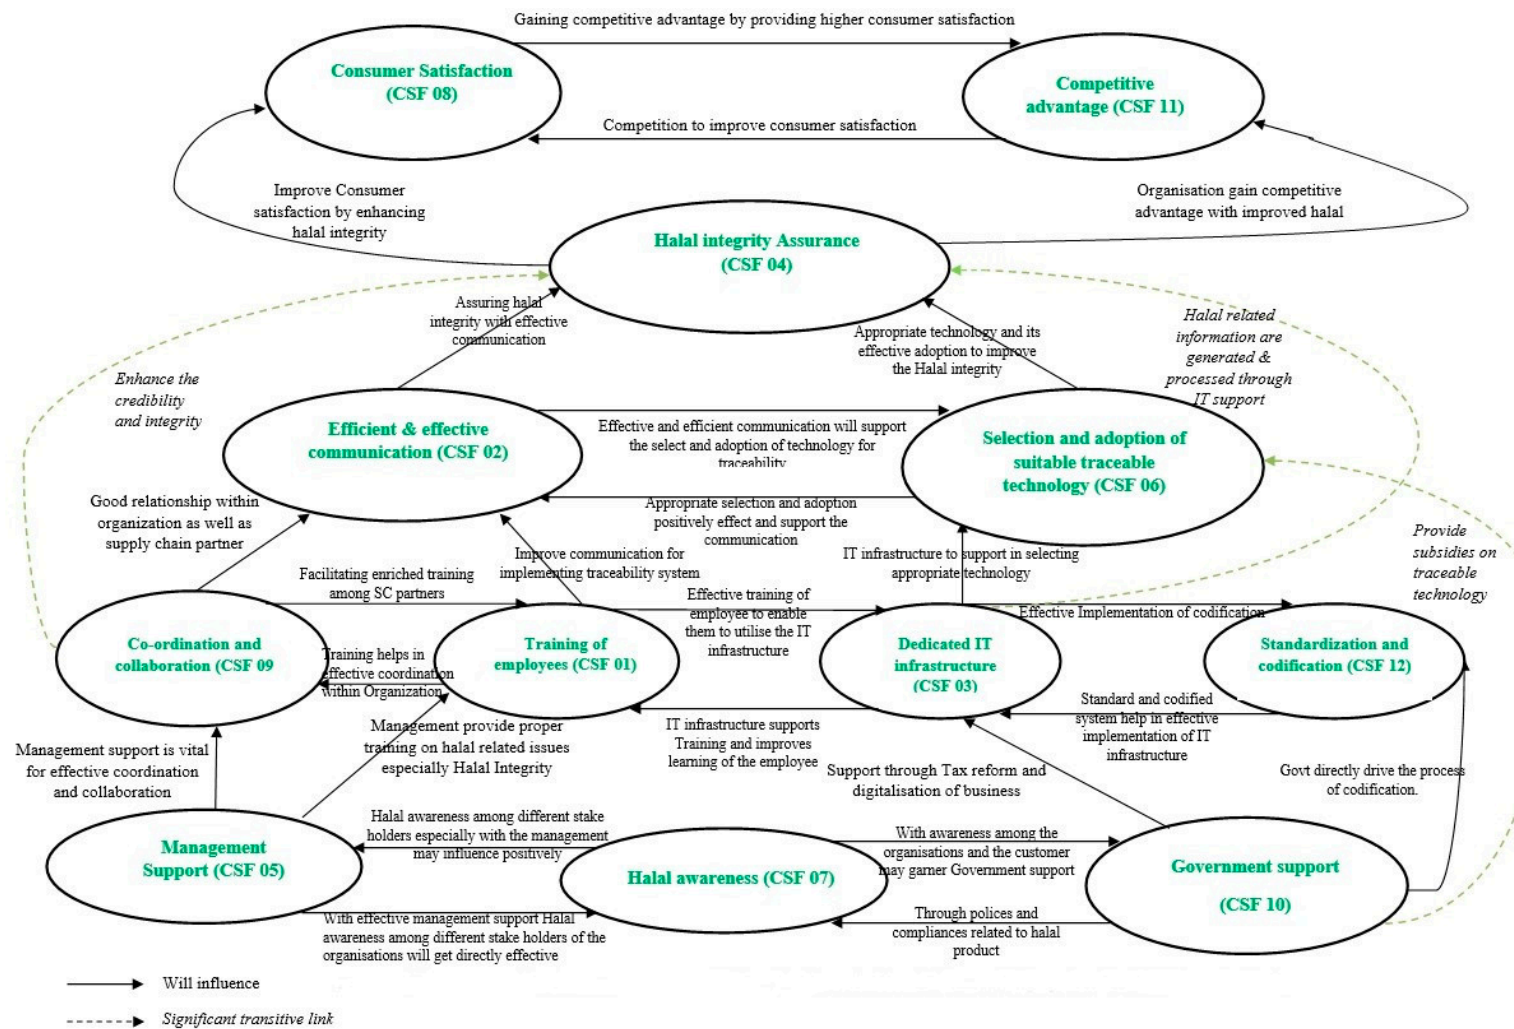 Gaining competitive advantage by providing higher consumer satisfaction
Consumer Satisfaction
(CSF 08)
Competitive
advantage (CSF 11)
Competition to improve consumer satisfaction
Improve Consumer
satisfaction by enhancing
halal integrity
Organisation gain competitive
advantage with improved halal
Halal integrity Assurance
(CSF 04)
Assuring halal
integrity with effective
communication
Appropriate technology and its
effective adoption to improve
the Halal integrity
Halal related
information are
generated &
processed through
IT support
Enhance the
credibility
and integrity
Efficient & effective
communication (CSF 02)
Effective and efficient communication will support
the select and adoption of technology for
traceability
Selection and adoption of
suitable traceable
technology (CSF 06)
Good relationship within
organization as well as
supply chain partner
Appropriate selection and adoption
positively effect and support the
communication
Provide
subsidies on
traceable
technology
Improve communication for
implementing traceability system
IT infrastructure to support in selecting
appropriate technology
Facilitating enriched training
among SC partners
Effective training of
employee to enable
them to utilise the IT
infrastructure
Effective Implementation of codification
Co-ordination and
collaboration (CSF 09
Training helps in
effective coordination
within Organization
Training of
employees (CSF 01)
Dedicated IT
infrastructure
(CSF 03)
Standardization and
codification (CSF 12)
Standard and codified
system help in effective
implementation of IT
infrastructure
Management provide proper
training on halal related issues
especially Halal Integrity
IT infrastructure supports
Training and improves
learning of the employee
Management support is vital
for effective coordination
and collaboration
Support through Tax reform and
digitalisation of business
Govt directly drive the process
of codification.
Management
Support (CSF 05)
Halal awareness among different stake
holders especially with the management
may influence positively
Halal awareness (CSF 07)
With awareness among the
organisations and the customer
may garner Government support
Government support
(CSF 10)
With effective management support Halal
awareness among different stake holders of the
organisations will get directly effective
Through polices and
compliances related to halal
product
Will influence
Significant transitive link